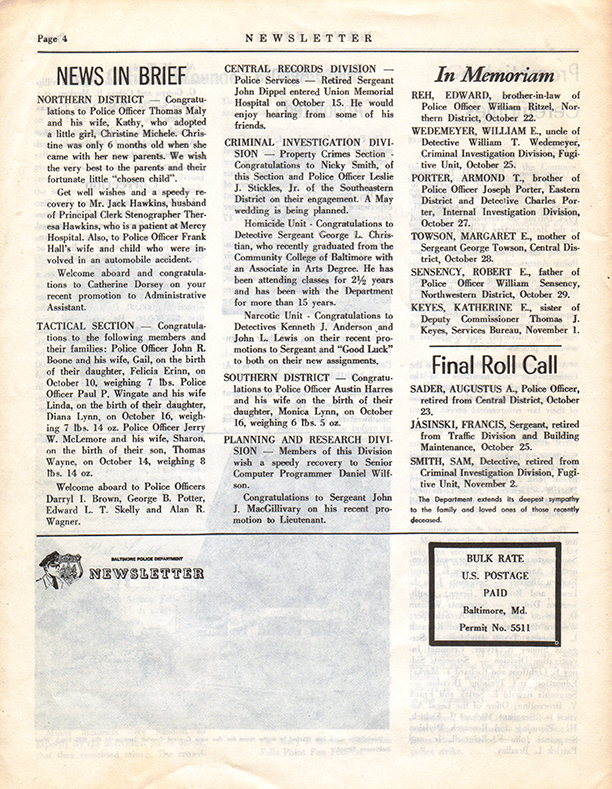 Page 4
NEWSLETTER
NEWS IN BRIEF
NORTHERN DISTRICT — Congratu-
lations to Police Officer Thomas Maly
and his wife, Kathy, who adopted
a little girl, Christine Michele. Chris-
tine was only 6 months old when she
came with her new parents. We wish
the very best to the parents and their
fortunate little "chosen child".
Get well wishes and a speedy re-
covery to Mr. Jack Hawkins, husband
of Principal Clerk Stenographer Ther-
esa Hawkins, who is a patient at Mercy
Hospital. Also, to Police Officer Frank
Hall's wife and child who were in-
volved in an automobile accident.
Welcome aboard and congratula-
tions to Catherine Dorsey on your
recent promotion to Administrative
Assistant.
TACTICAL SECTION — Congratula-
tions to the following members and
their families: Police Officer John R.
Boone and his wife, Gail, on the birth
of their daughter, Felicia Erinn, on
October 10, weighing 7 lbs. Police
Officer Paul P. Wingate and his wife
Linda, on the birth of their daughter,
Diana Lynn, on October 16, weigh-
ing 7 lbs. 14 oz. Police Officer Jerry
W. McLemore and his wife, Sharon,
on the birth of their son, Thomas
Wayne, on October 14, weighing 8
lbs. 14 oz.
Welcome aboard to Police Officers
Darryl I. Brown, George B. Potter,
Edward L. T. Skelly and Alan R.
Wagner.
CENTRAL RECORDS DIVISION —
Police Services — Retired Sergeant
John Dippel entered Union Memorial
Hospital on October 15. He would
enjoy hearing from some of his
friends.
CRIMINAL INVESTIGATION DIVI-
SION — Property Crimes Section -
Congratulations to Nicky Smith, of
this Section and Police Officer Leslie
J. Stickles, Jr. of the Southeastern
District on their engagement. A May
wedding is being planned.
Homicide Unit - Congratulations to
Detective Sergeant George L. Chris-
tian, who recently graduated from the
Community College of Baltimore with
an Associate in Arts Degree. He has
been attending classes for 2½ years
and has been with the Department
for more than 15 years.
Narcotic Unit - Congratulations to
Detectives Kenneth J. Anderson and
John L. Lewis on their recent pro-
motions to Sergeant and "Good Luck"
to both on their new assignments.
SOUTHERN DISTRICT — Congratu-
lations to Police Officer Austin Harres
and his wife on the birth of their
daughter, Monica Lynn, on October
16, weighing 6 lbs. 5 oz.
PLANNING AND RESEARCH DIVI-
SION — Members of this Division
wish a speedy recovery to Senior
Computer Programmer Daniel Wilf-
son.
Congratulations to Sergeant John
J. MacGillivary on his recent pro-
motion to Lieutenant.
In Memoriam
REH, EDWARD, brother-in-law of
Police Officer William Ritzel, Nor-
thern District, October 22.
WEDEMEYER, WILLIAM E., uncle of
Detective William T. Wedemeyer,
Criminal Investigation Division, Fugi-
tive Unit, October 25.
PORTER, ARMOND T., brother of
Police Officer Joseph Porter, Eastern
District and Detective Charles Por-
ter, Internal Investigation Division,
October 27.
TOWSON, MARGARET E., mother of
Sergeant George Towson, Central Dis-
trict, October 28.
SENSENCY, ROBERT E., father of
Police Officer William Sensency,
Northwestern District, October 29.
KEYES, KATHERINE E., sister of
Deputy Commissioner Thomas J.
Keyes, Services Bureau, November 1.
Final Roll Call
SADER, AUGUSTUS A., Police Officer,
retired from Central District, October
23.
JASINSKI, FRANCIS, Sergeant, retired
from Traffic Division and Building
Maintenance, October 25.
SMITH, SAM, Detective, retired from
Criminal Investigation Division, Fugi-
tive Unit, November 2.
The Department extends its deepest sympathy
to the family and loved ones of those recently
deceased.
BALTIMORE POLICE DEPARTMENT
NEWSLETTER
BULK RATE
U.S. POSTAGE
PAID
Baltimore, Md.
Permit No. 5511